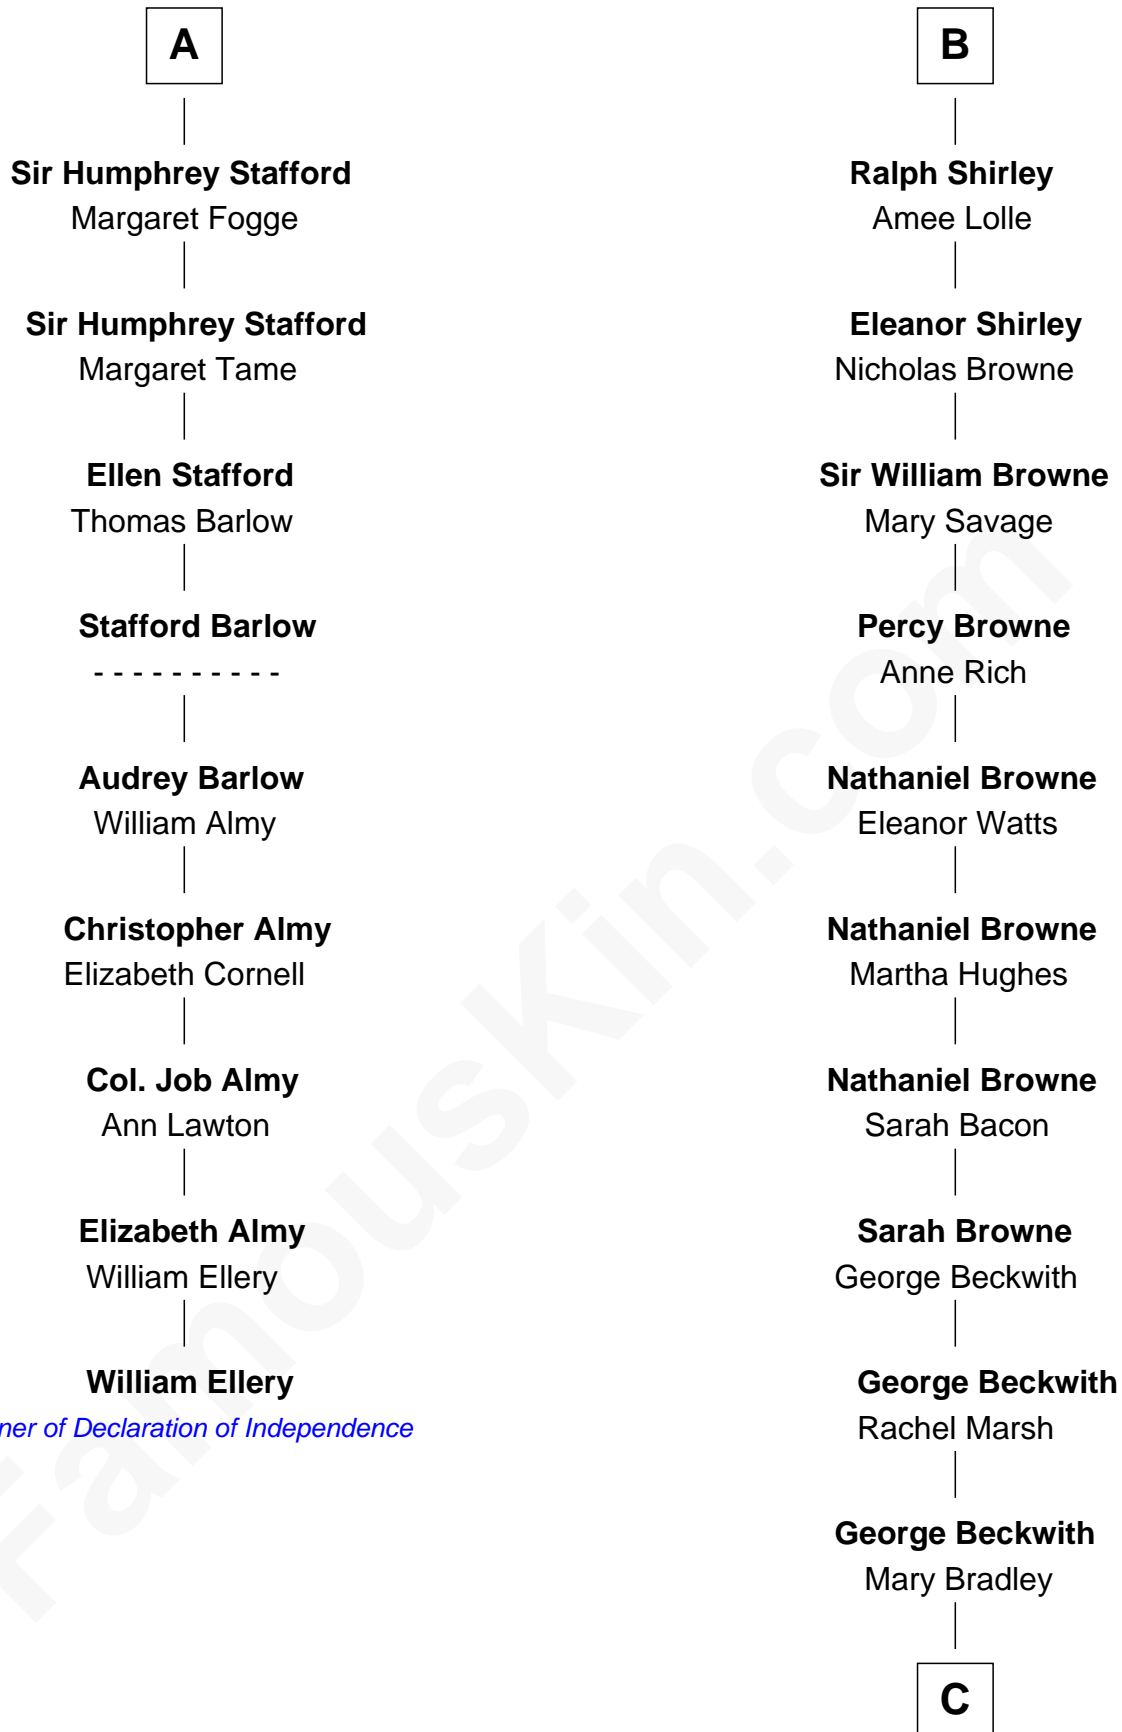 A
Sir Humphrey Stafford
Margaret Fogge
Sir Humphrey Stafford
Margaret Tame
Ellen Stafford
Thomas Barlow
Stafford Barlow
- - - - - - - - - -
Audrey Barlow
William Almy
Christopher Almy
Elizabeth Cornell
Col. Job Almy
Ann Lawton
Elizabeth Almy
William Ellery
William Ellery
ner of Declaration of Independence
B
Ralph Shirley
Amee Lolle
Eleanor Shirley
Nicholas Browne
Sir William Browne
Mary Savage
Percy Browne
Anne Rich
Nathaniel Browne
Eleanor Watts
Nathaniel Browne
Martha Hughes
Nathaniel Browne
Sarah Bacon
Sarah Browne
George Beckwith
George Beckwith
Rachel Marsh
George Beckwith
Mary Bradley
C
FamousKin.com